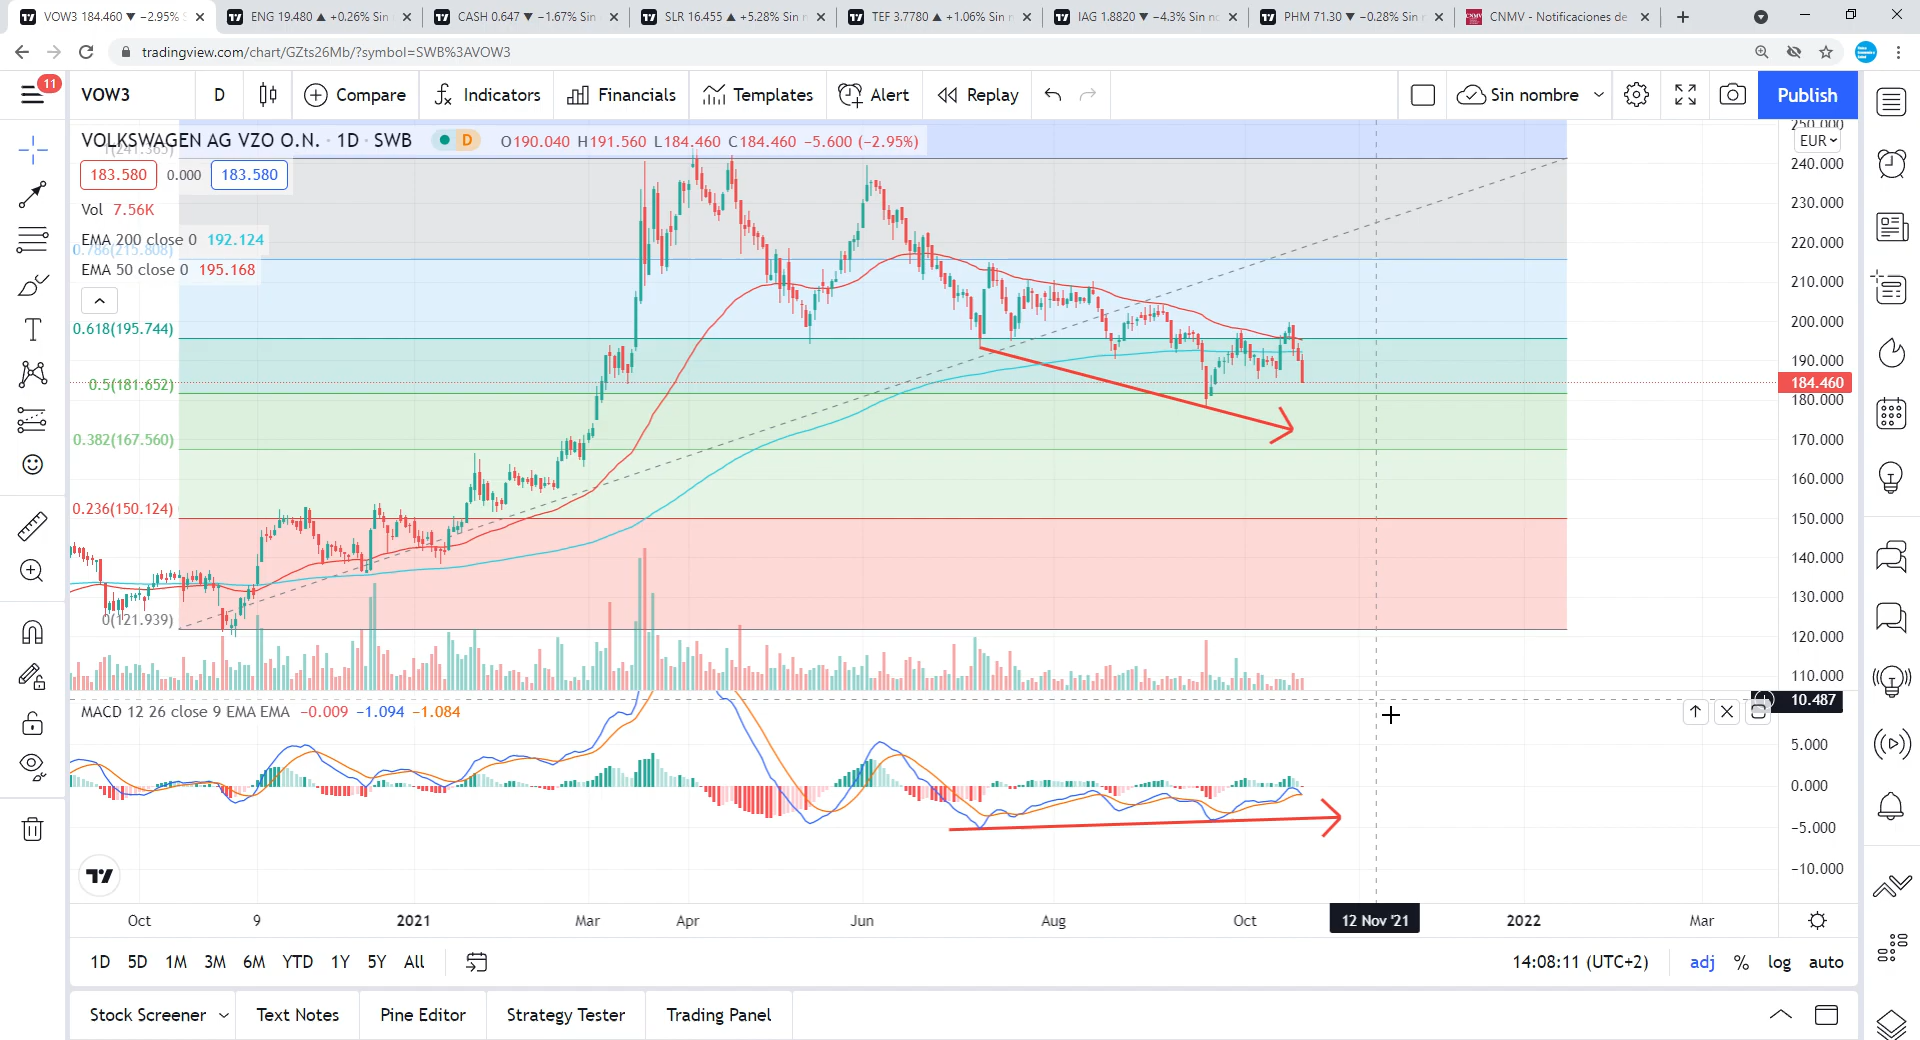 VOW3 184.460 ▼ −2.95% S
ENG 19.480 ▲ +0.26% Sin
CASH 0.647 ▼ −1.67% Sin
SLR 16.455 ▲ +5.28% Sin
TEF 3.7780 ▲ +1.06% Sin
IAG 1.8820 ▼ −4.3% Sin
PHM 71.30 ▼ −0.28% Sin
CNMV - Notificaciones de
tradingview.com/chart/GZts26Mb/?symbol=SWB%3AVOW3
11
VOW3
D
Compare
Indicators
Financials
Templates
Alert
Replay
Sin nombre
Publish
VOLKSWAGEN AG VZO O.N. · 1D · SWB
D
O190.040 H191.560 L184.460 C184.460 −5.600 (−2.95%)
1(241.365)
183.580
0.000
183.580
Vol 7.56K
EMA 200 close 0 192.124
0.786(215.808)
EMA 50 close 0 195.168
0.618(195.744)
0.5(181.652)
0.382(167.560)
0.236(150.124)
0(121.939)
250.000
EUR
240.000
230.000
220.000
210.000
200.000
190.000
184.460
180.000
170.000
160.000
150.000
140.000
130.000
120.000
110.000
MACD 12 26 close 9 EMA EMA −0.009 −1.094 −1.084
10.487
5.000
0.000
−5.000
−10.000
Oct
9
2021
Mar
Apr
Jun
Aug
Oct
12 Nov '21
2022
Mar
1D 5D 1M 3M 6M YTD 1Y 5Y All
14:08:11 (UTC+2)
adj % log auto
Stock Screener
Text Notes
Pine Editor
Strategy Tester
Trading Panel